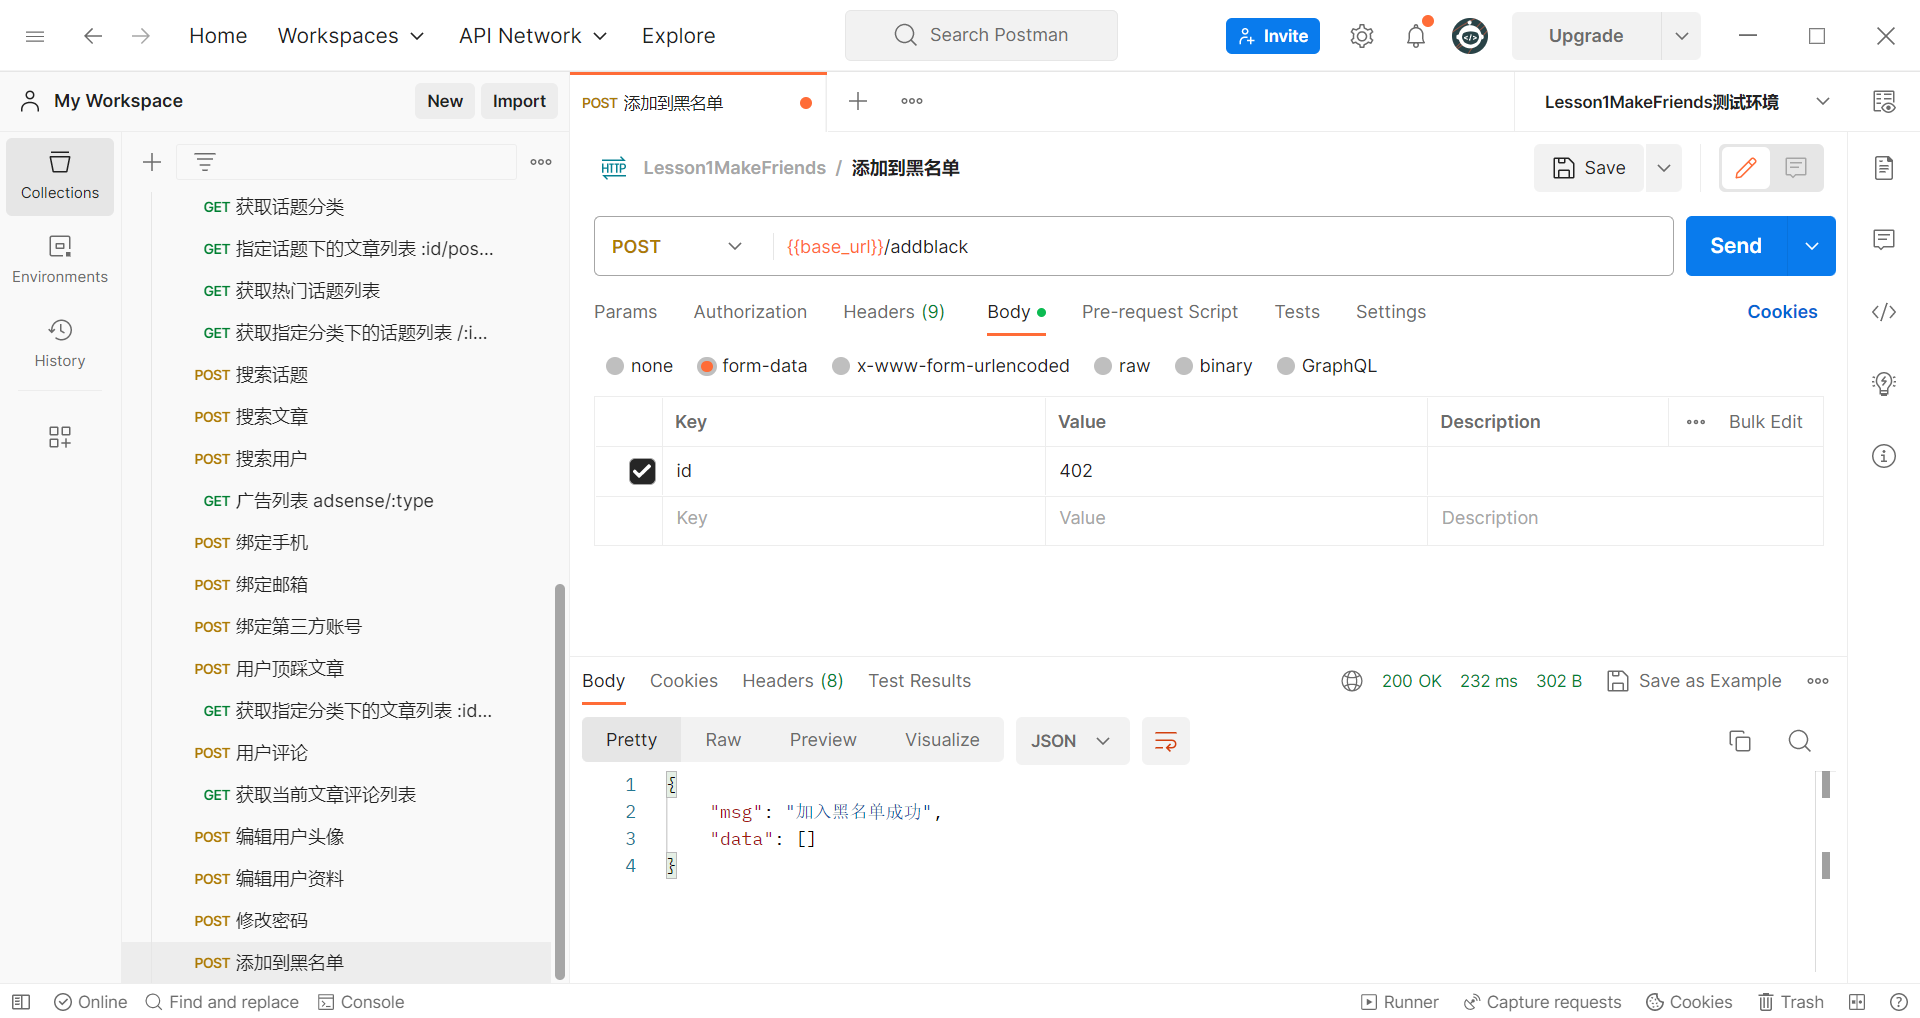 Home Workspaces API Network Explore Search Postman Invite Upgrade
My Workspace New Import
POST 添加到黑名单
Lesson1MakeFriends测试环境
Collections
Environments
History
GET 获取话题分类
GET 指定话题下的文章列表 :id/pos...
GET 获取热门话题列表
GET 获取指定分类下的话题列表 /:i...
POST 搜索话题
POST 搜索文章
POST 搜索用户
GET 广告列表 adsense/:type
POST 绑定手机
POST 绑定邮箱
POST 绑定第三方账号
POST 用户顶踩文章
GET 获取指定分类下的文章列表 :id...
POST 用户评论
GET 获取当前文章评论列表
POST 编辑用户头像
POST 编辑用户资料
POST 修改密码
POST 添加到黑名单
HTTP Lesson1MakeFriends / 添加到黑名单 Save
POST {{base_url}}/addblack Send
Params Authorization Headers (9) Body Pre-request Script Tests Settings Cookies
none form-data x-www-form-urlencoded raw binary GraphQL
Key Value Description Bulk Edit
id 402
Key Value Description
Body Cookies Headers (8) Test Results 200 OK 232 ms 302 B Save as Example
Pretty Raw Preview Visualize JSON
1 {
2 "msg": "加入黑名单成功",
3 "data": []
4 }
Online Find and replace Console Runner Capture requests Cookies Trash